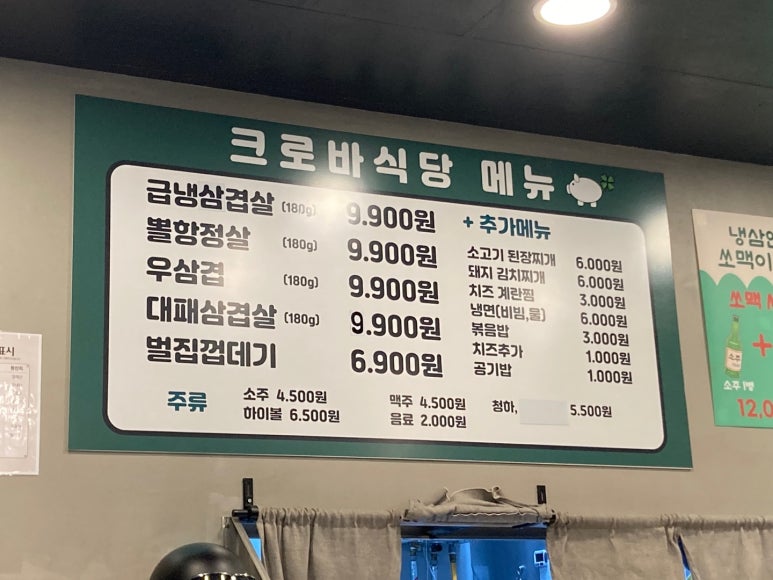 크로바식당 메뉴
급냉삼겹살 (180g) 9.900원
뽈항정살 (180g) 9.900원
우삼겹 (180g) 9.900원
대패삼겹살 (180g) 9.900원
벌집껍데기 6.900원
+ 추가메뉴
소고기 된장찌개 6.000원
돼지 김치찌개 6.000원
치즈 계란찜 3.000원
냉면(비빔,물) 6.000원
볶음밥 3.000원
치즈추가 1.000원
공기밥 1.000원
주류
소주 4.500원 맥주 4.500원 청하, 5.500원
하이볼 6.500원 음료 2.000원
냉삼엔
쏘맥이
쏘맥
+
소주
소주 1병
12,0
표시